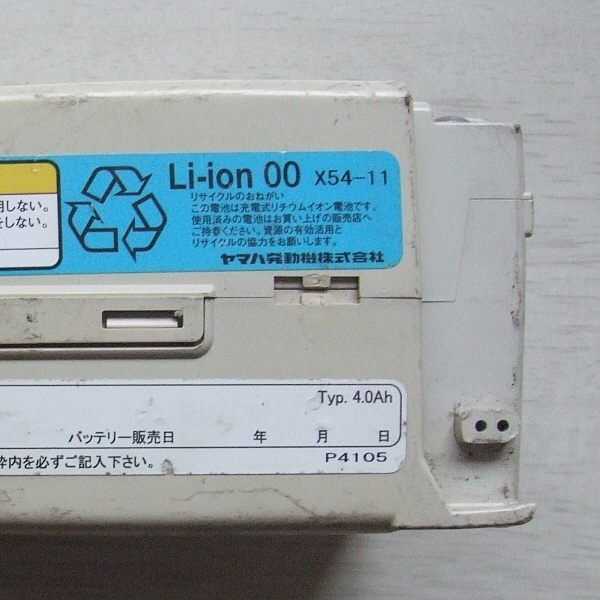 Li-ion 00 X54-11
リサイクルのおねがい
この電池は充電式リチウムイオン電池です。
使用済みの電池はお買い上げの販売店へ
ご持参ください。資源の有効活用と
リサイクルの協力をお願いします。
ヤマハ発動機株式会社
用しない。
をしない。
Typ. 4.0Ah
バッテリー販売日 年 月 日
枠内を必ずご記入下さい。 P4105